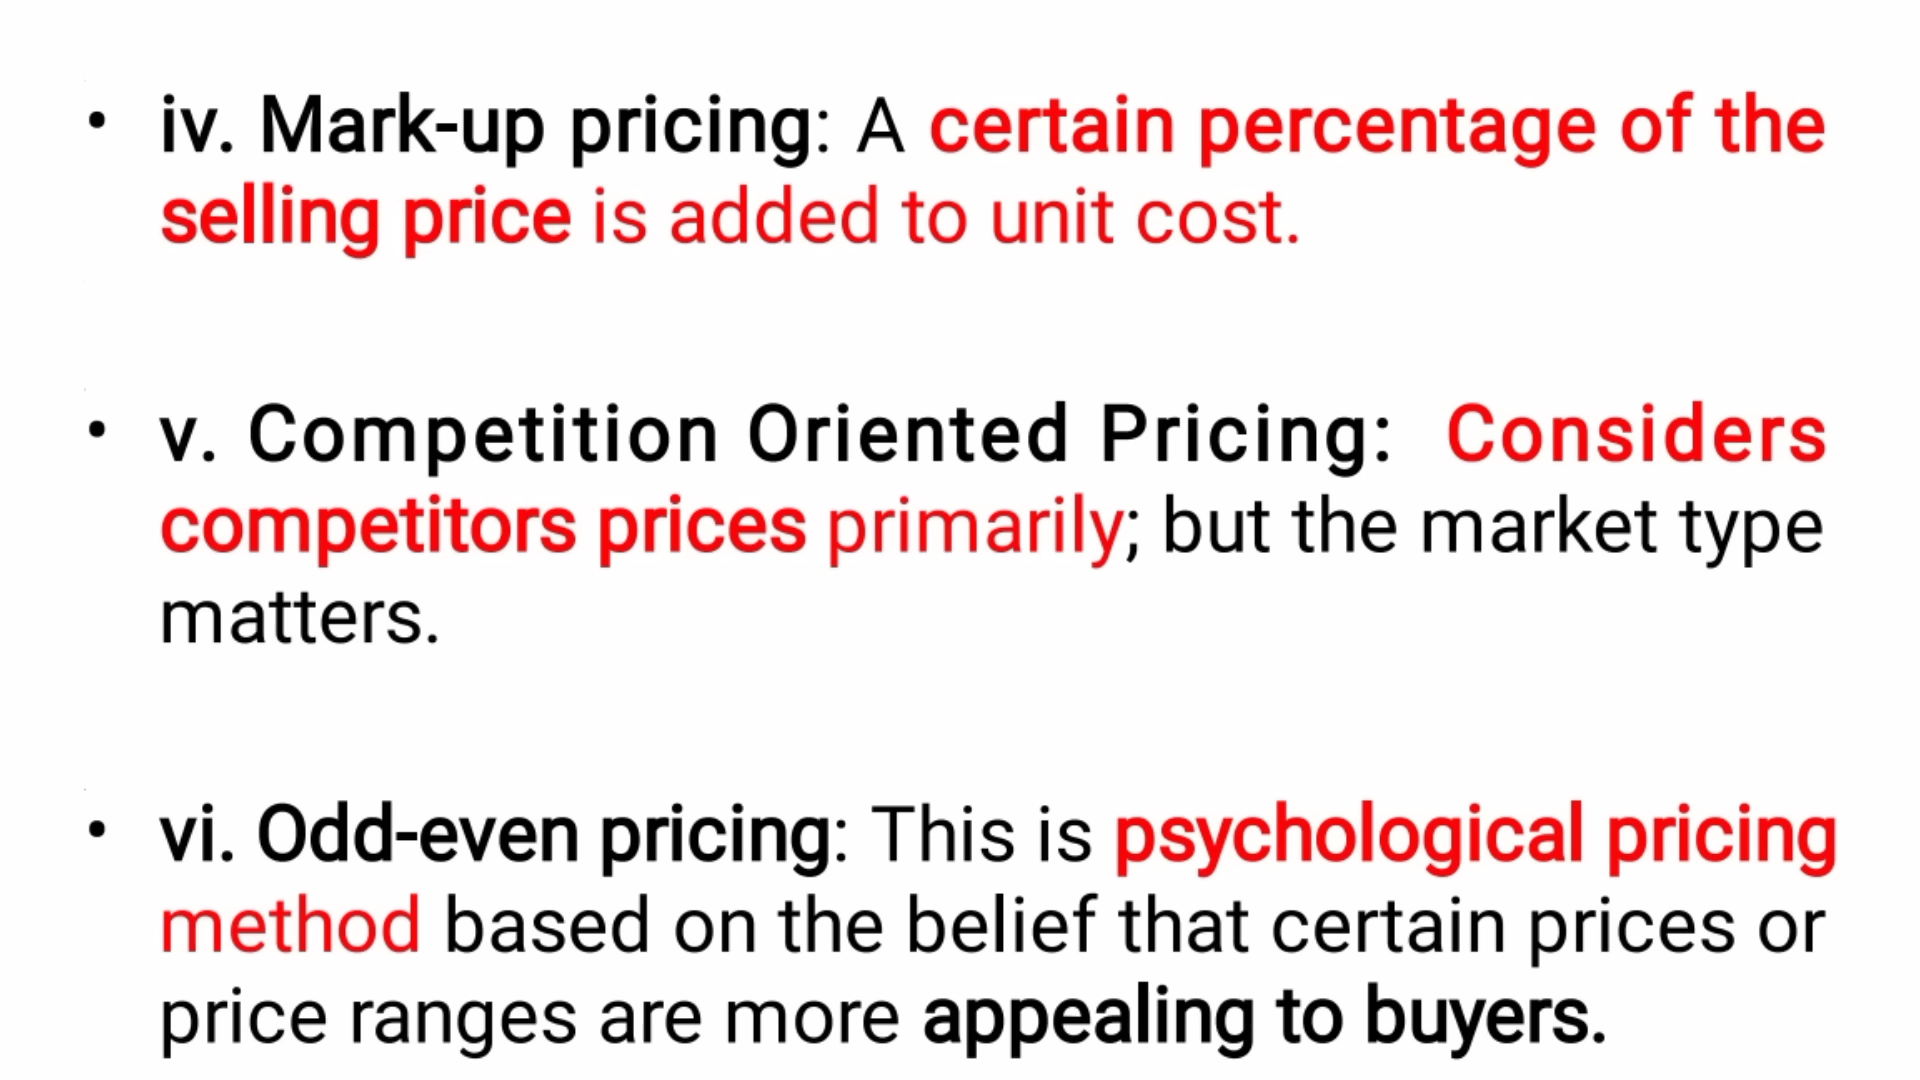 • iv. Mark-up pricing: A certain percentage of the
selling price is added to unit cost.
• v. Competition Oriented Pricing: Considers
competitors prices primarily; but the market type
matters.
• vi. Odd-even pricing: This is psychological pricing
method based on the belief that certain prices or
price ranges are more appealing to buyers.